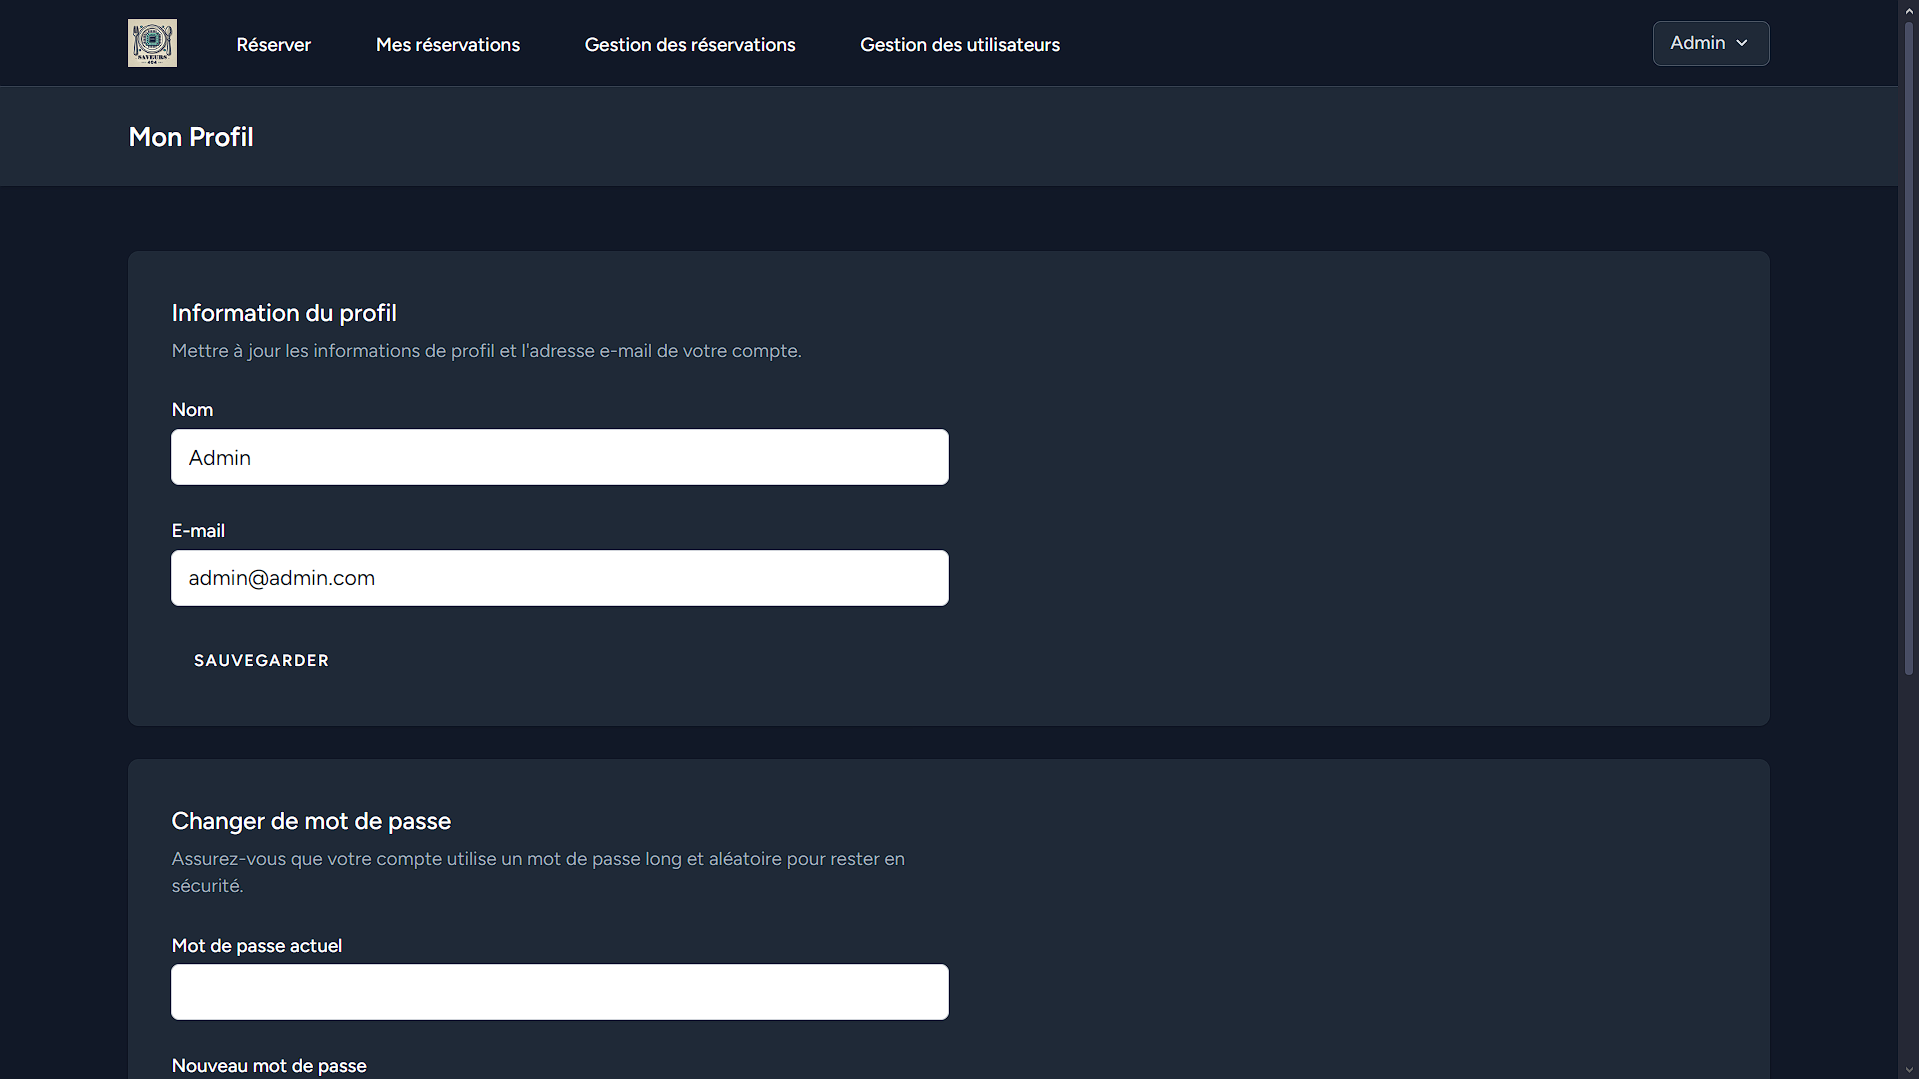 SAVEURS
404
Réserver
Mes réservations
Gestion des réservations
Gestion des utilisateurs
Admin
Mon Profil
Information du profil
Mettre à jour les informations de profil et l'adresse e-mail de votre compte.
Nom
Admin
E-mail
admin@admin.com
SAUVEGARDER
Changer de mot de passe
Assurez-vous que votre compte utilise un mot de passe long et aléatoire pour rester en
sécurité.
Mot de passe actuel
Nouveau mot de passe